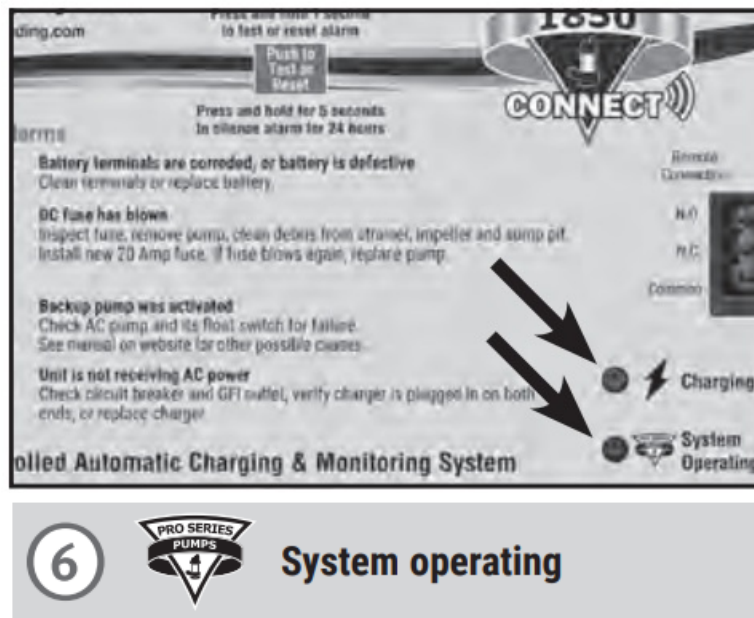 ding.com
Press and hold 1 second
to test or reset alarm
Push to
Test or
Reset
Press and hold for 5 seconds
to silence alarm for 24 hours
1850
CONNECT
larms
Battery terminals are corroded, or battery is defective
Clean terminals or replace battery.
DC fuse has blown
Inspect fuse, remove pump, clean debris from strainer, impeller and sump pit.
Install new 20 Amp fuse. If fuse blows again, replace pump.
Backup pump was activated
Check AC pump and its float switch for failure.
See manual on website for other possible causes.
Unit is not receiving AC power
Check circuit breaker and GFI outlet, verify charger is plugged in on both
ends, or replace charger
olled Automatic Charging & Monitoring System
Remote
Connection
N.O.
N.C.
Common
Charging
System
Operating
6
PRO SERIES
PUMPS
System operating